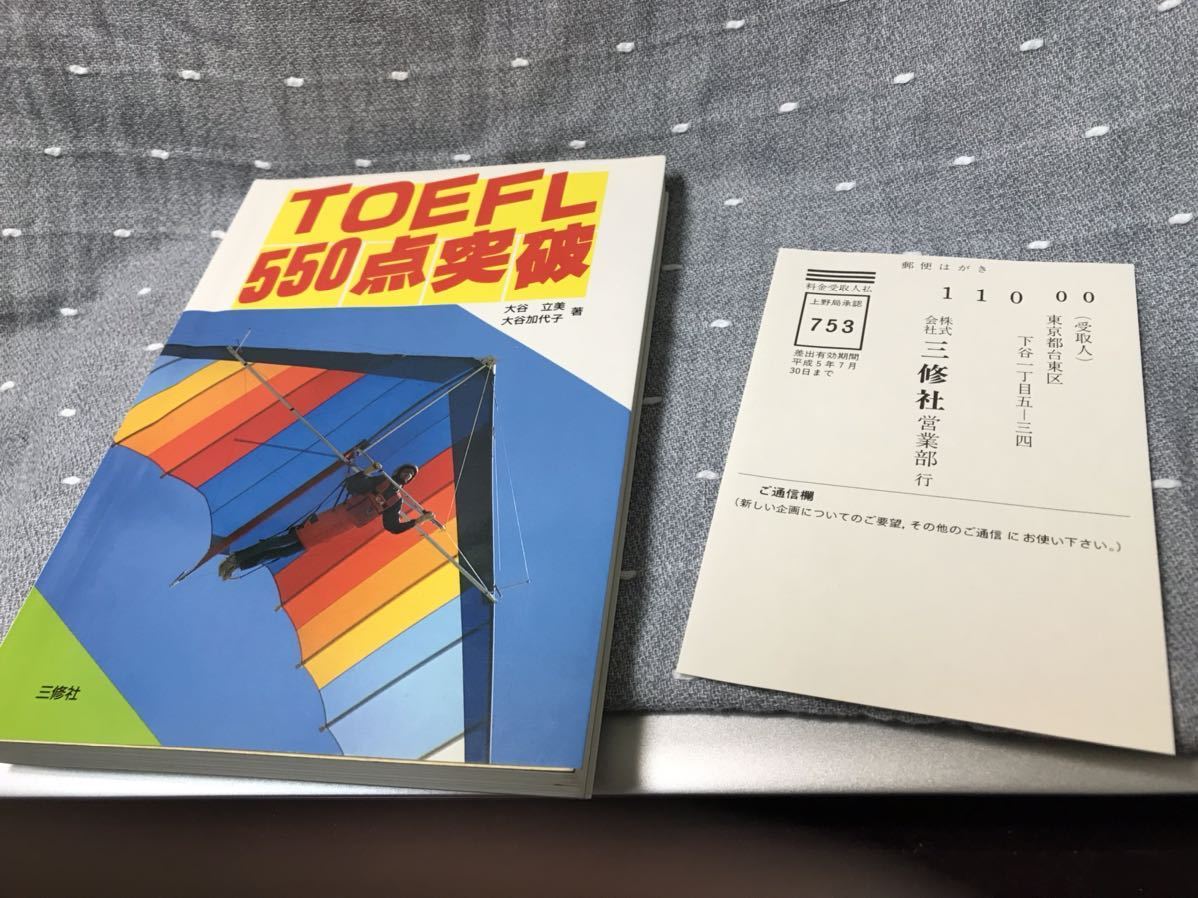 TOEFL
550点突破
大谷 立美
大谷加代子 著
三修社
郵便はがき
料金受取人払
上野局承認
753
差出有効期間
平成5年7月
30日まで
110 00
(受取人)
東京都台東区
下谷一丁目五―三四
株式会社 三修社 営業部 行
ご通信欄
(新しい企画についてのご要望,その他のご通信にお使い下さい。)